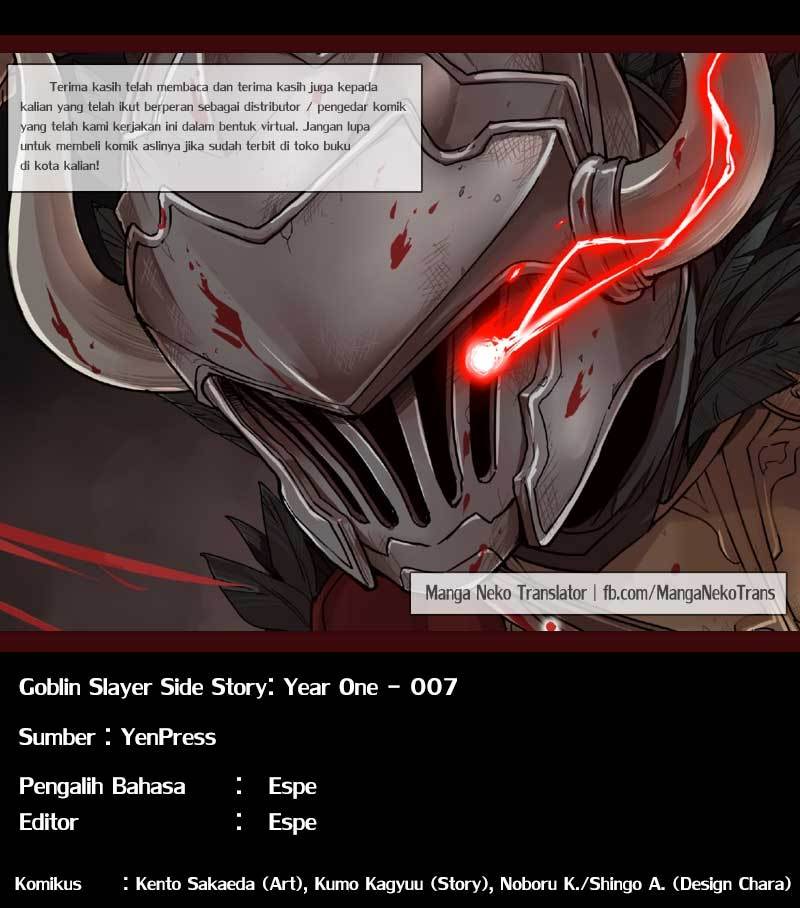 Terima kasih telah membaca dan terima kasih juga kepada
kalian yang telah ikut berperan sebagai distributor / pengedar komik
yang telah kami kerjakan ini dalam bentuk virtual. Jangan lupa
untuk membeli komik aslinya jika sudah terbit di toko buku
di kota kalian!
Manga Neko Translator | fb.com/MangaNekoTrans
Goblin Slayer Side Story: Year One - 007
Sumber : YenPress
Pengalih Bahasa : Espe
Editor : Espe
Komikus : Kento Sakaeda (Art), Kumo Kagyuu (Story), Noboru K./Shingo A. (Design Chara)